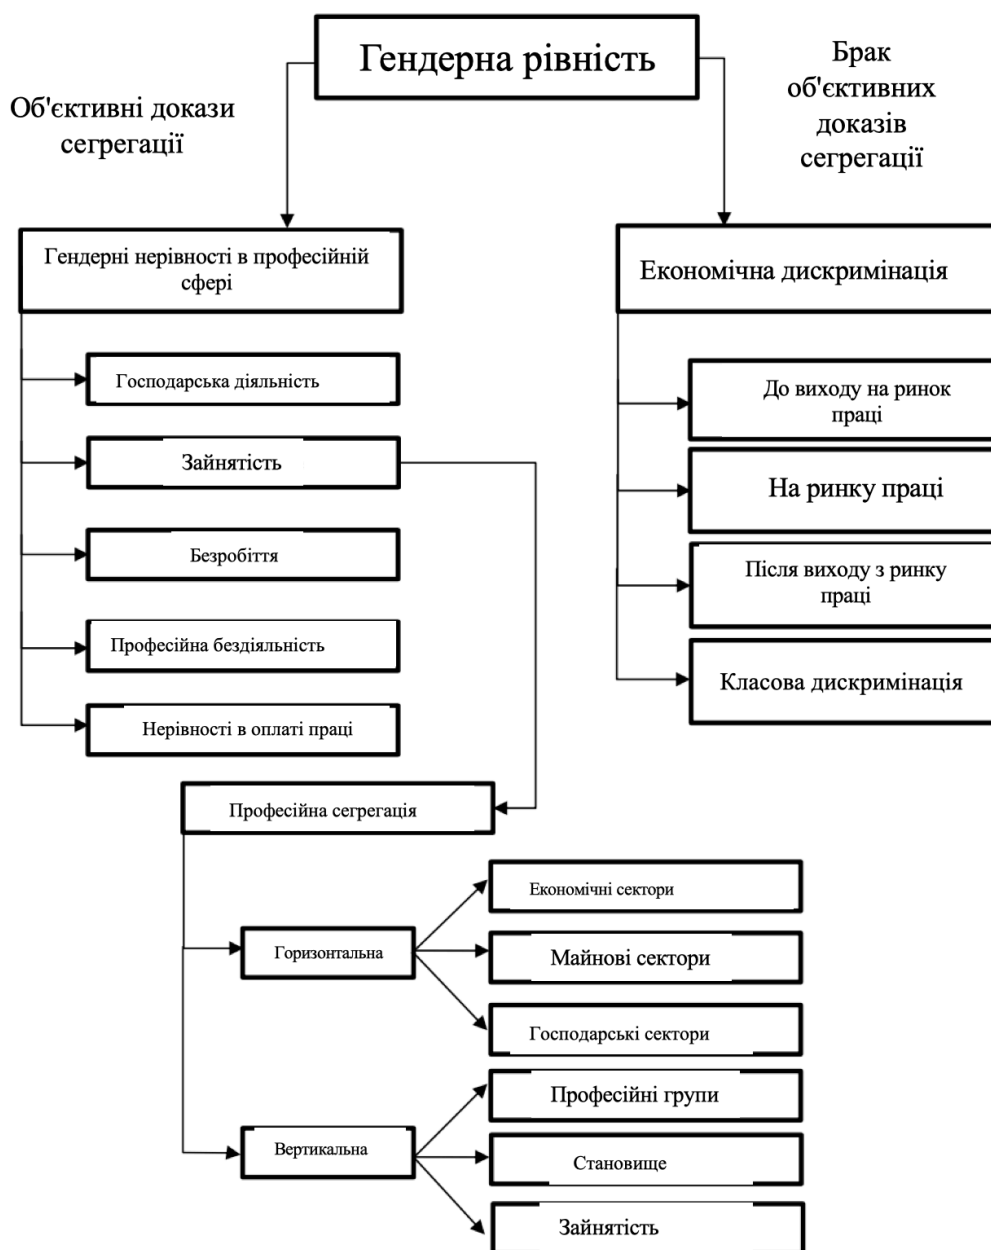 Гендерна рівність
Об'єктивні докази
сегрегації
Брак
об'єктивних
доказів
сегрегації
Гендерні нерівності в професійній
сфері
Господарська діяльність
Зайнятість
Безробіття
Професійна бездіяльність
Нерівності в оплаті праці
Економічна дискримінація
До виходу на ринок
праці
На ринку праці
Після виходу з ринку
праці
Класова дискримінація
Професійна сегрегація
Горизонтальна
Економічні сектори
Майнові сектори
Господарські сектори
Вертикальна
Професійні групи
Становище
Зайнятість